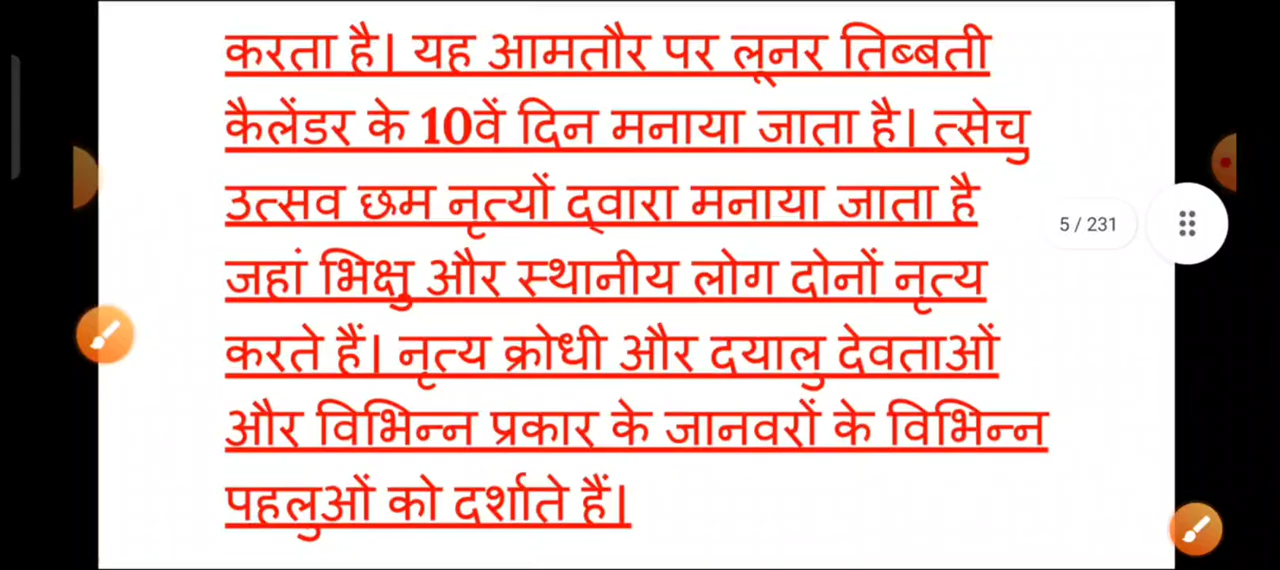 करता है। यह आमतौर पर लूनर तिब्बती
कैलेंडर के 10वें दिन मनाया जाता है। त्सेचु
उत्सव छम नृत्यों द्वारा मनाया जाता है
5 / 231
जहां भिक्षु और स्थानीय लोग दोनों नृत्य
करते हैं। नृत्य क्रोधी और दयालु देवताओं
और विभिन्न प्रकार के जानवरों के विभिन्न
पहलुओं को दर्शाते हैं।